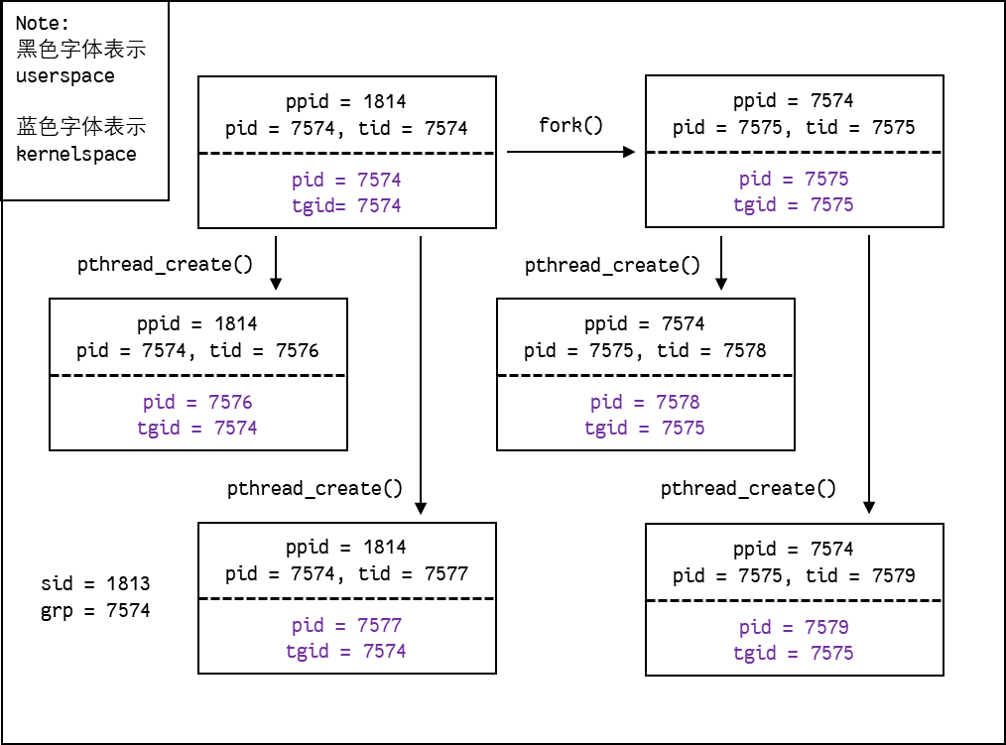 Note:
黑色字体表示
userspace
蓝色字体表示
kernelspace
ppid = 1814
pid = 7574, tid = 7574
pid = 7574
tgid= 7574
fork()
ppid = 7574
pid = 7575, tid = 7575
pid = 7575
tgid = 7575
pthread_create()
pthread_create()
ppid = 1814
pid = 7574, tid = 7576
pid = 7576
tgid = 7574
ppid = 7574
pid = 7575, tid = 7578
pid = 7578
tgid = 7575
pthread_create()
pthread_create()
sid = 1813
grp = 7574
ppid = 1814
pid = 7574, tid = 7577
pid = 7577
tgid = 7574
ppid = 7574
pid = 7575, tid = 7579
pid = 7579
tgid = 7575